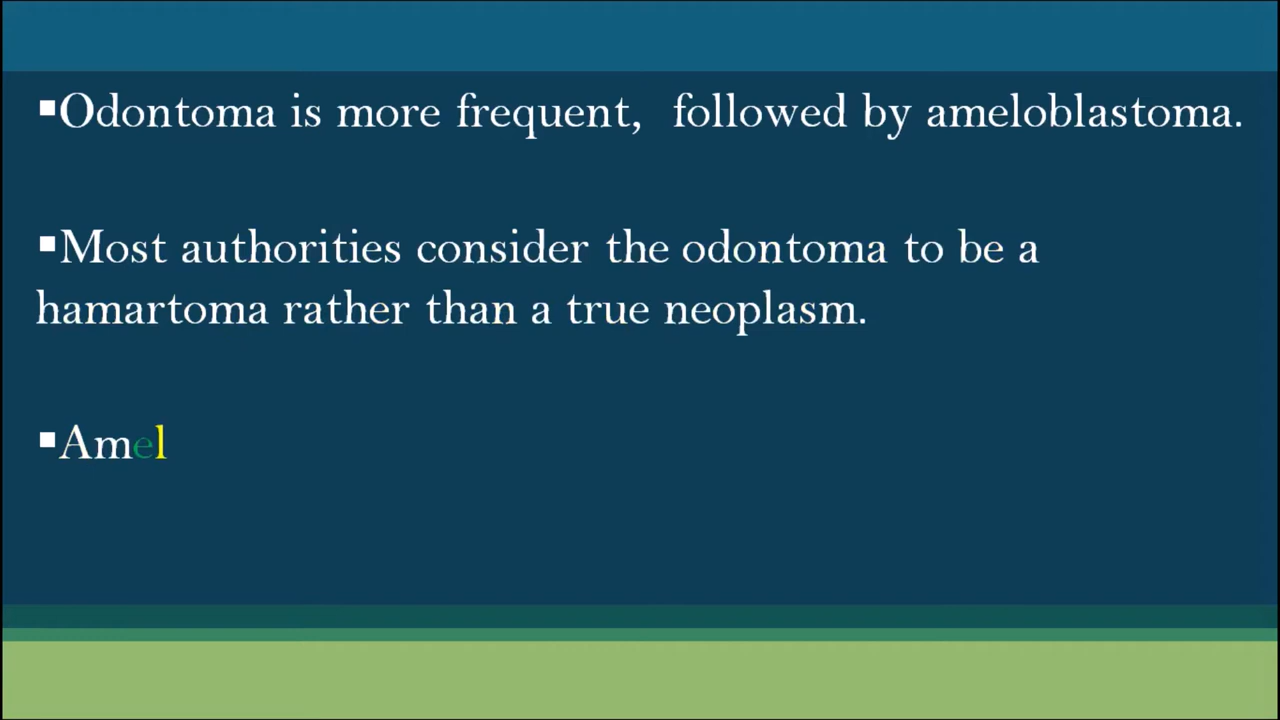 ▪Odontoma is more frequent, followed by ameloblastoma.
▪Most authorities consider the odontoma to be a
hamartoma rather than a true neoplasm.
▪Amel